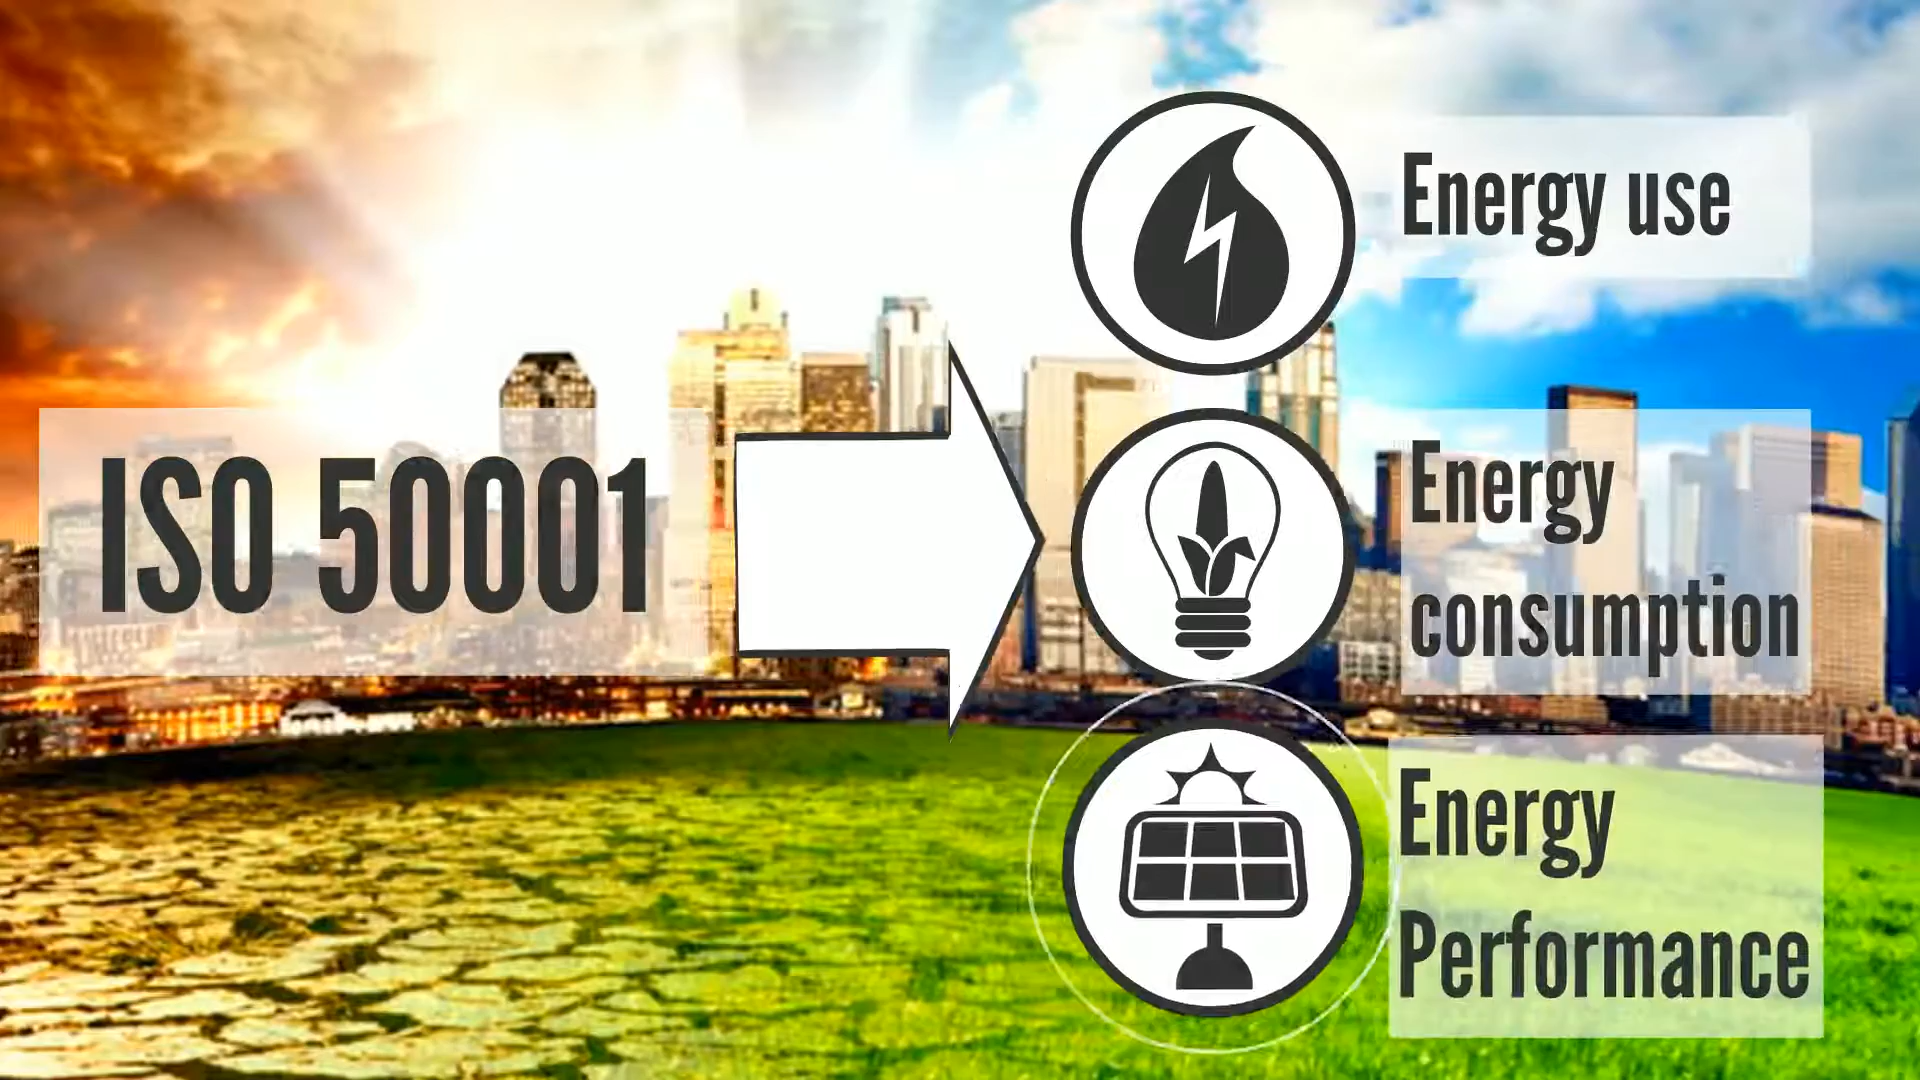 ISO 50001
Energy use
Energy
consumption
Energy
Performance